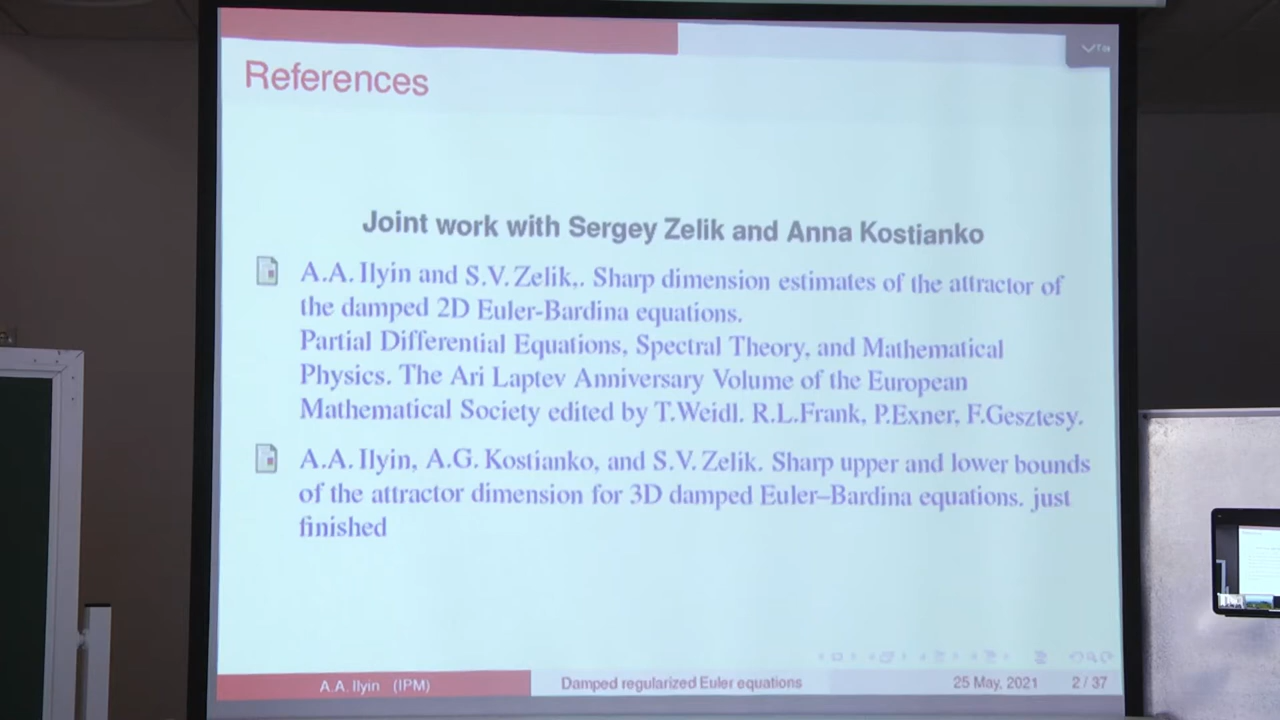 References
Joint work with Sergey Zelik and Anna Kostianko
A.A. Ilyin and S.V. Zelik,. Sharp dimension estimates of the attractor of
the damped 2D Euler-Bardina equations.
Partial Differential Equations, Spectral Theory, and Mathematical
Physics. The Ari Laptev Anniversary Volume of the European
Mathematical Society edited by T.Weidl. R.L.Frank, P.Exner, F.Gesztesy.
A.A. Ilyin, A.G. Kostianko, and S.V. Zelik. Sharp upper and lower bounds
of the attractor dimension for 3D damped Euler–Bardina equations. just
finished
A.A. Ilyin (IPM) Damped regularized Euler equations 25 May, 2021 2 / 37